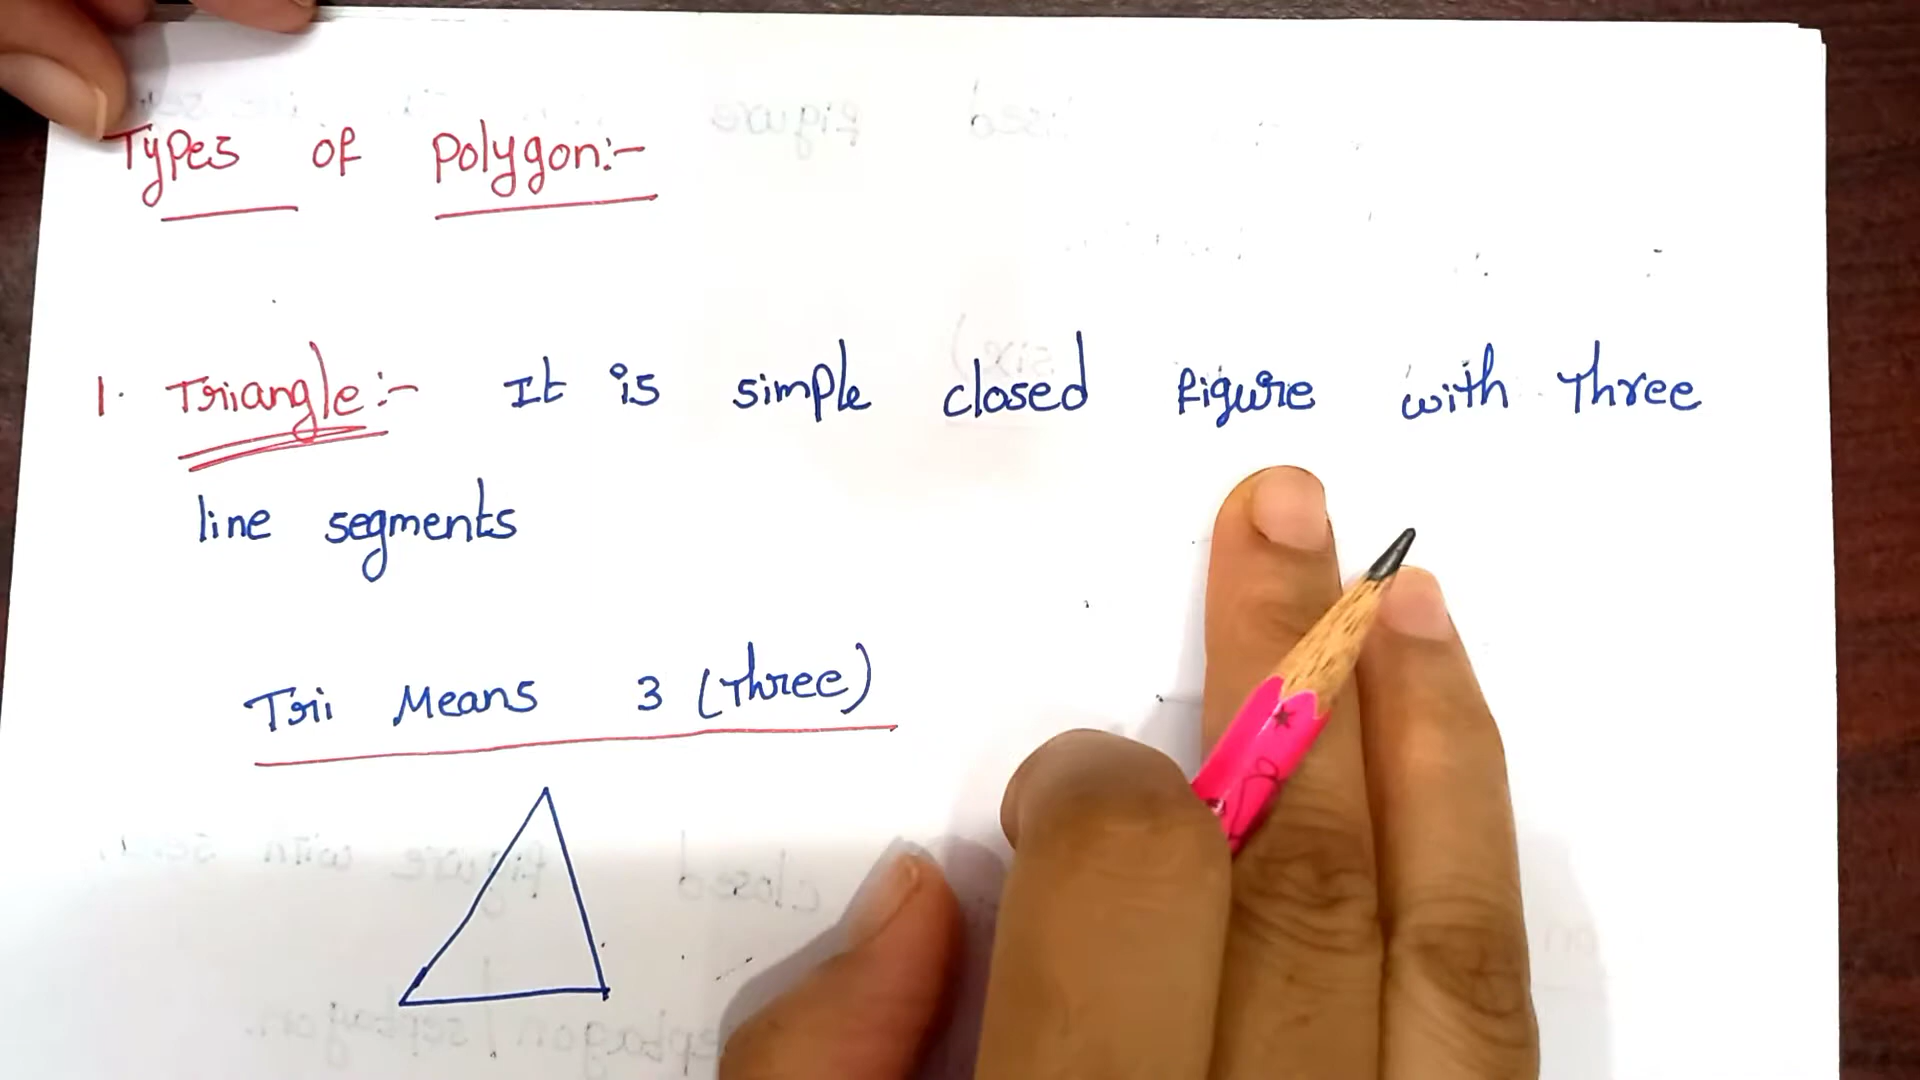 Types of Polygon:-
1. Triangle:- It is simple closed figure with Three
line segments
Tri Means 3 (Three)